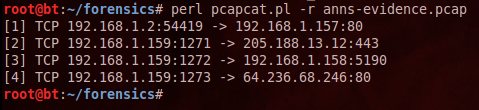 root@bt:~/forensics# perl pcapcat.pl -r anns-evidence.pcap
[1] TCP 192.168.1.2:54419 -> 192.168.1.157:80
[2] TCP 192.168.1.159:1271 -> 205.188.13.12:443
[3] TCP 192.168.1.159:1272 -> 192.168.1.158:5190
[4] TCP 192.168.1.159:1273 -> 64.236.68.246:80
root@bt:~/forensics#